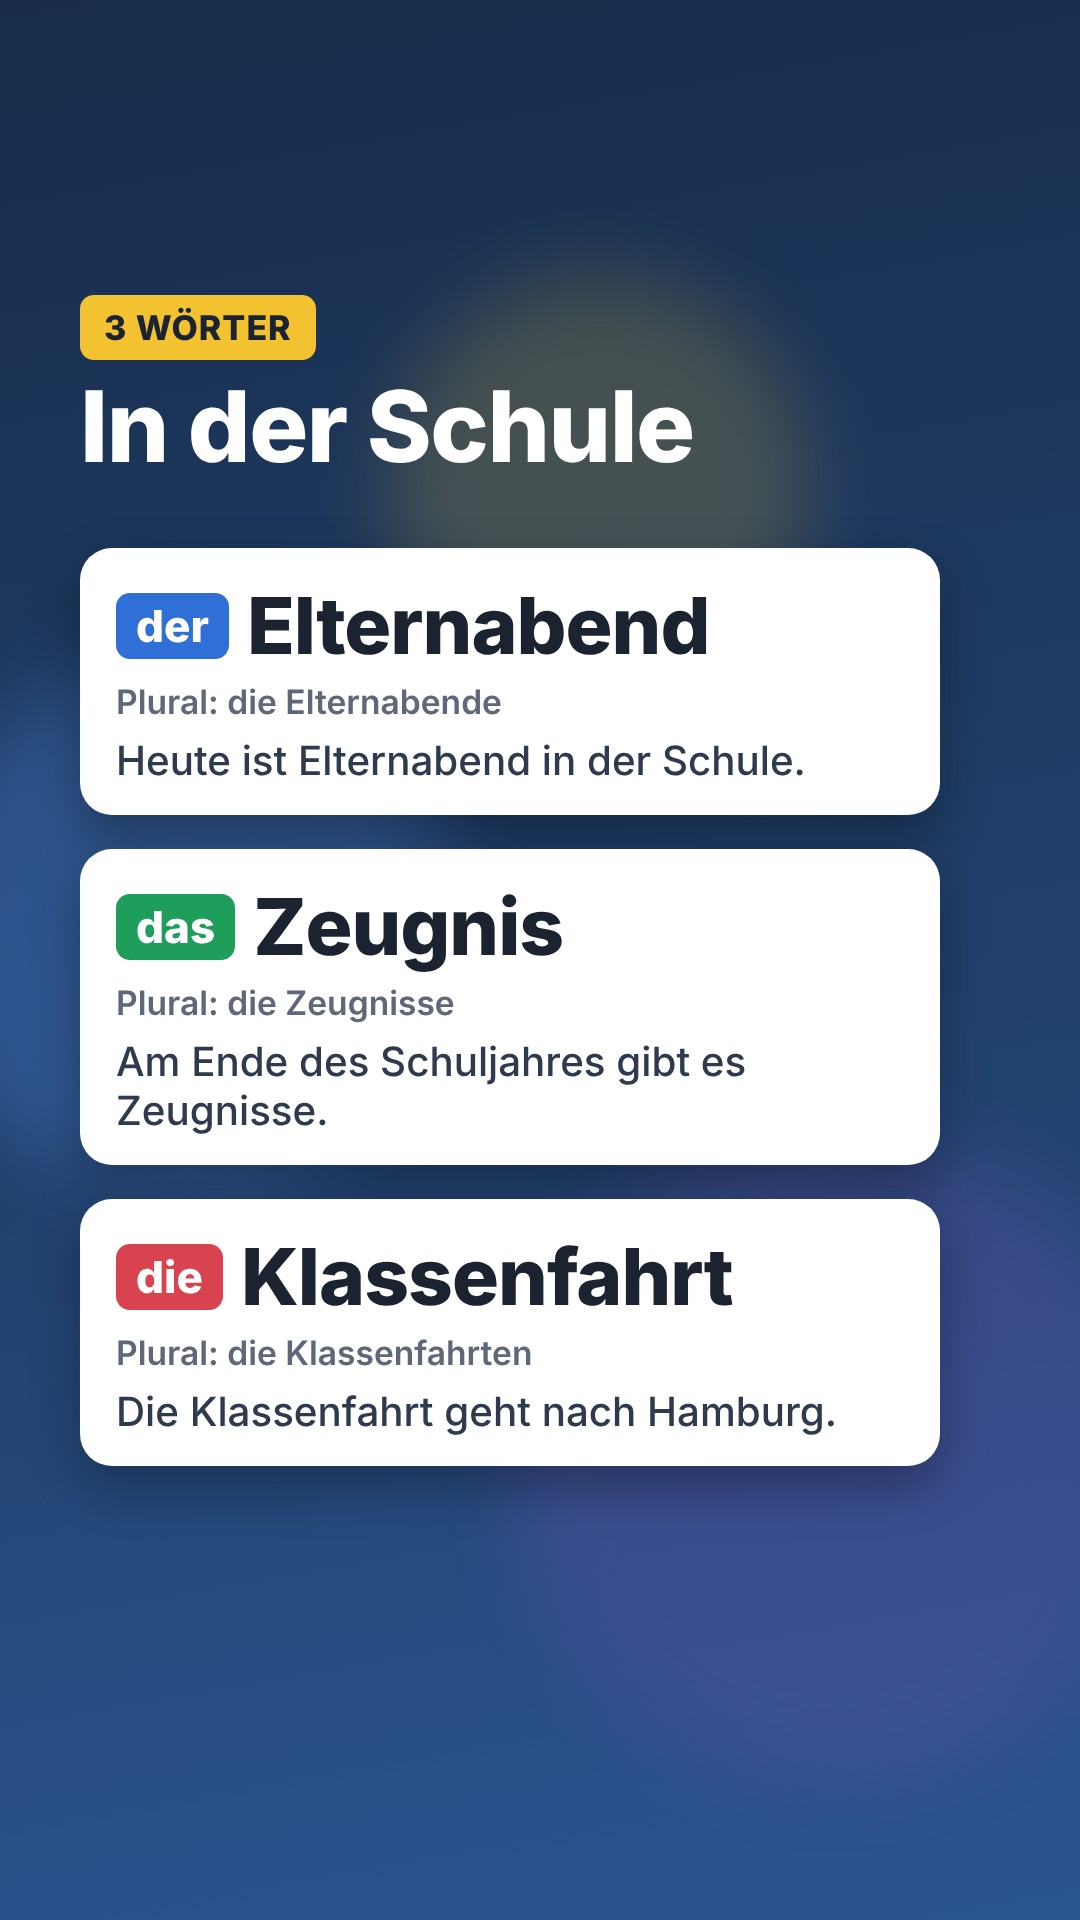 3 WÖRTER
In der Schule
der Elternabend
Plural: die Elternabende
Heute ist Elternabend in der Schule.
das Zeugnis
Plural: die Zeugnisse
Am Ende des Schuljahres gibt es
Zeugnisse.
die Klassenfahrt
Plural: die Klassenfahrten
Die Klassenfahrt geht nach Hamburg.